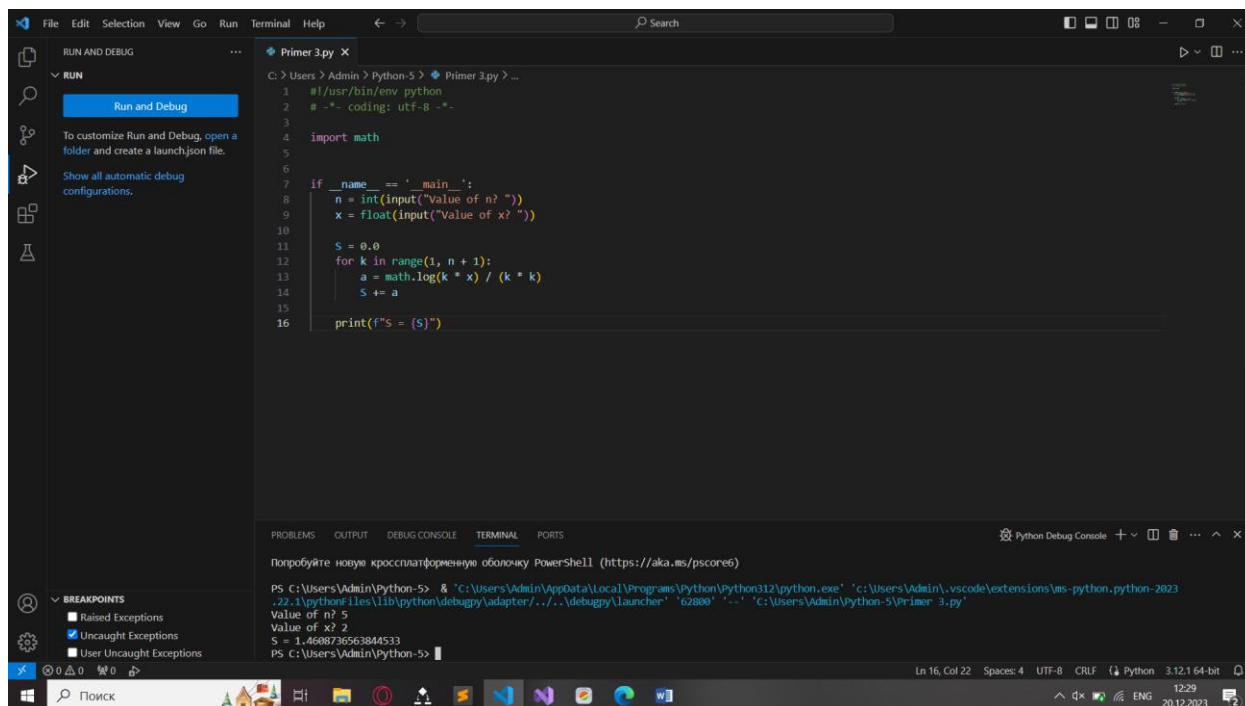 File Edit Selection View Go Run Terminal Help
Search
RUN AND DEBUG
RUN
Run and Debug
To customize Run and Debug, open a
folder and create a launch.json file.
Show all automatic debug
configurations.
Primer 3.py
C: > Users > Admin > Python-5 > Primer 3.py > ...
1 #!/usr/bin/env python
2 # -*- coding: utf-8 -*-
3
4 import math
5
6
7 if __name__ == '__main__':
8 n = int(input("Value of n? "))
9 x = float(input("Value of x? "))
10
11 S = 0.0
12 for k in range(1, n + 1):
13 a = math.log(k * x) / (k * k)
14 S += a
15
16 print(f"S = {S}")
PROBLEMS OUTPUT DEBUG CONSOLE TERMINAL PORTS
Python Debug Console
Попробуйте новую кроссплатформенную оболочку PowerShell (https://aka.ms/pscore6)
PS C:\Users\Admin\Python-5> & 'C:\Users\Admin\AppData\Local\Programs\Python\Python312\python.exe' 'c:\Users\Admin\.vscode\extensions\ms-python.python-2023
.22.1\pythonFiles\lib\python\debugpy\adapter/../..\debugpy\launcher' '62800' '--' 'C:\Users\Admin\Python-5\Primer 3.py'
Value of n? 5
Value of x? 2
S = 1.4608736563844533
PS C:\Users\Admin\Python-5>
BREAKPOINTS
Raised Exceptions
Uncaught Exceptions
User Uncaught Exceptions
0 0 0
Ln 16, Col 22 Spaces: 4 UTF-8 CRLF Python 3.12.1 64-bit
Поиск
ENG
12:29
20.12.2023